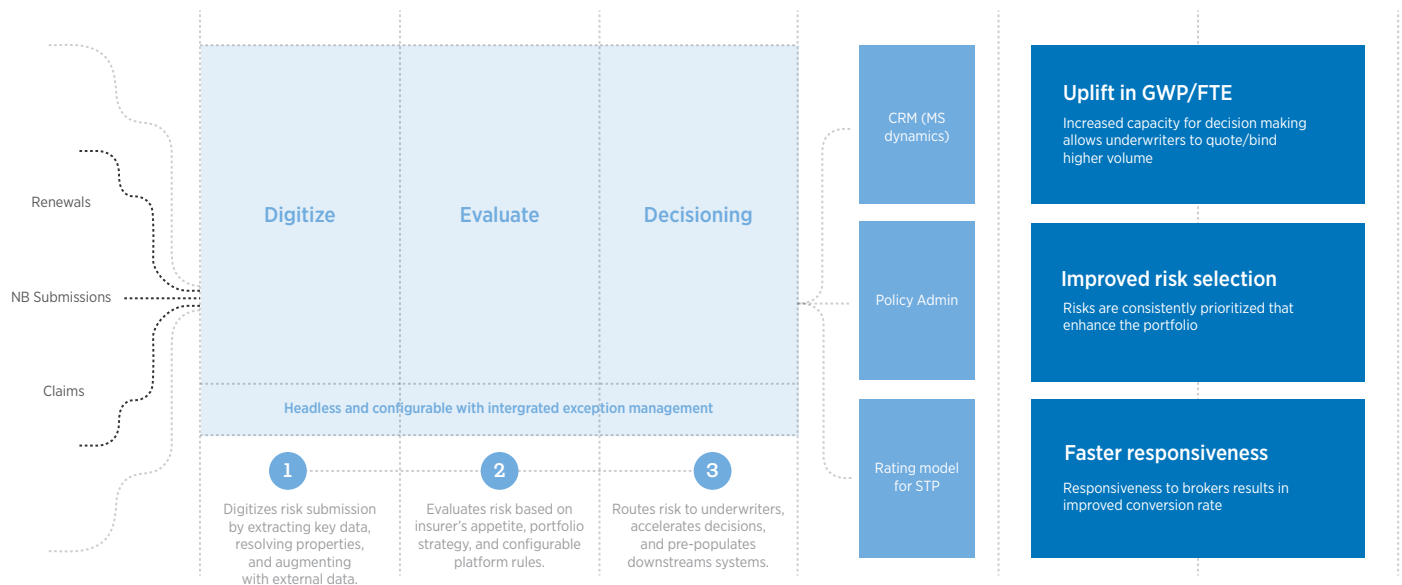 Renewals
NB Submissions
Claims
Digitize
Evaluate
Decisioning
Headless and configurable with intergrated exception management
1
Digitizes risk submission
by extracting key data,
resolving properties,
and augmenting
with external data.
2
Evaluates risk based on
insurer's appetite, portfolio
strategy, and configurable
platform rules.
3
Routes risk to underwriters,
accelerates decisions,
and pre-populates
downstreams systems.
CRM (MS
dynamics)
Policy Admin
Rating model
for STP
Uplift in GWP/FTE
Increased capacity for decision making
allows underwriters to quote/bind
higher volume
Improved risk selection
Risks are consistently prioritized that
enhance the portfolio
Faster responsiveness
Responsiveness to brokers results in
improved conversion rate